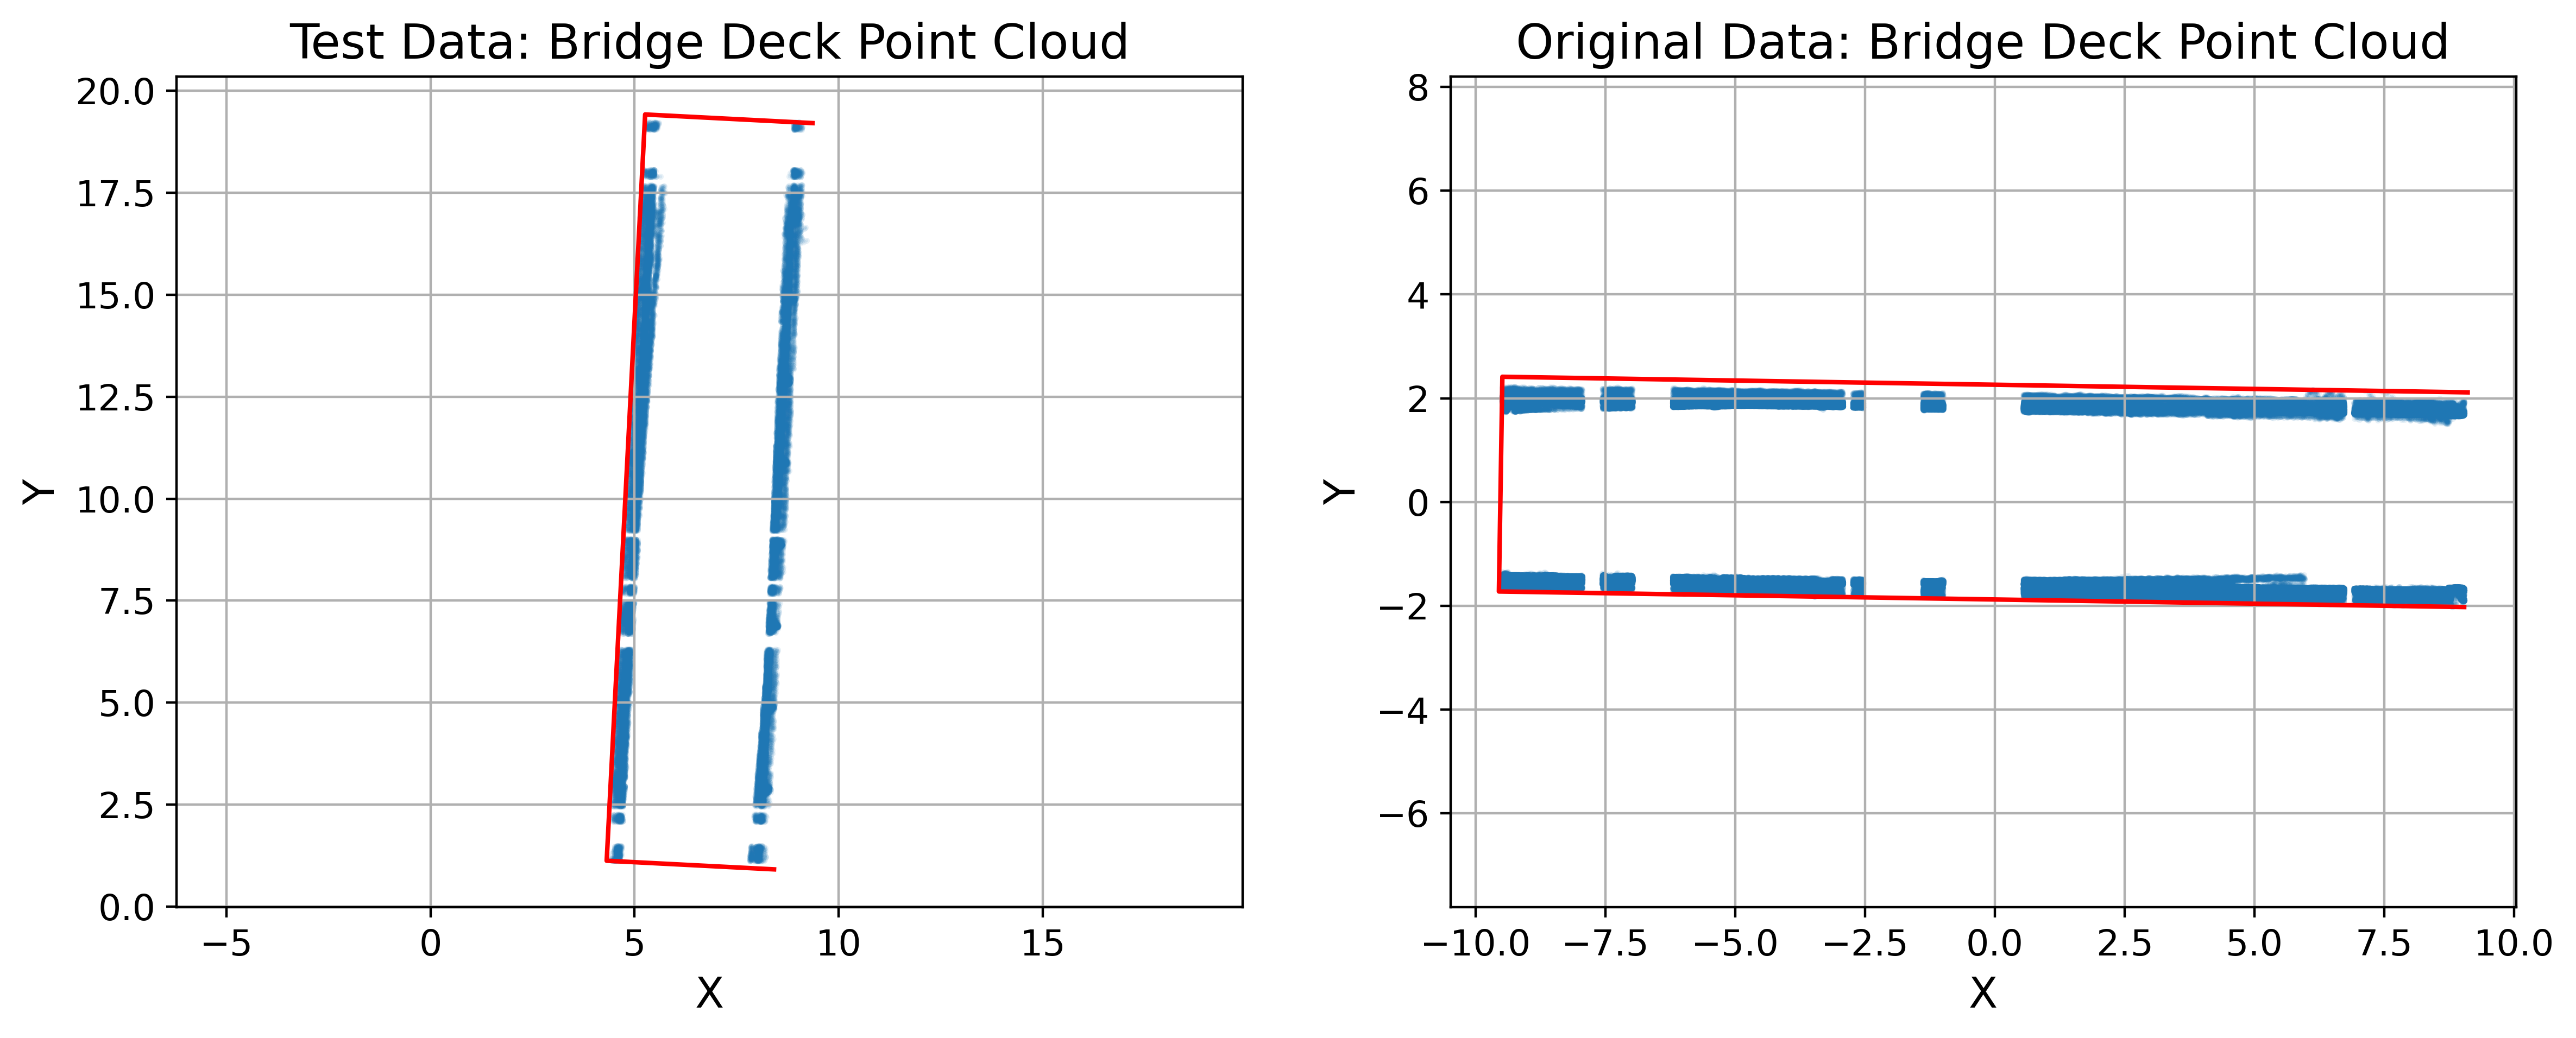 Test Data: Bridge Deck Point Cloud
20.0
17.5
15.0
12.5
10.0
7.5
5.0
2.5
0.0
Y
−5 0 5 10 15
X
Original Data: Bridge Deck Point Cloud
8
6
4
2
0
−2
−4
−6
Y
−10.0 −7.5 −5.0 −2.5 0.0 2.5 5.0 7.5 10.0
X